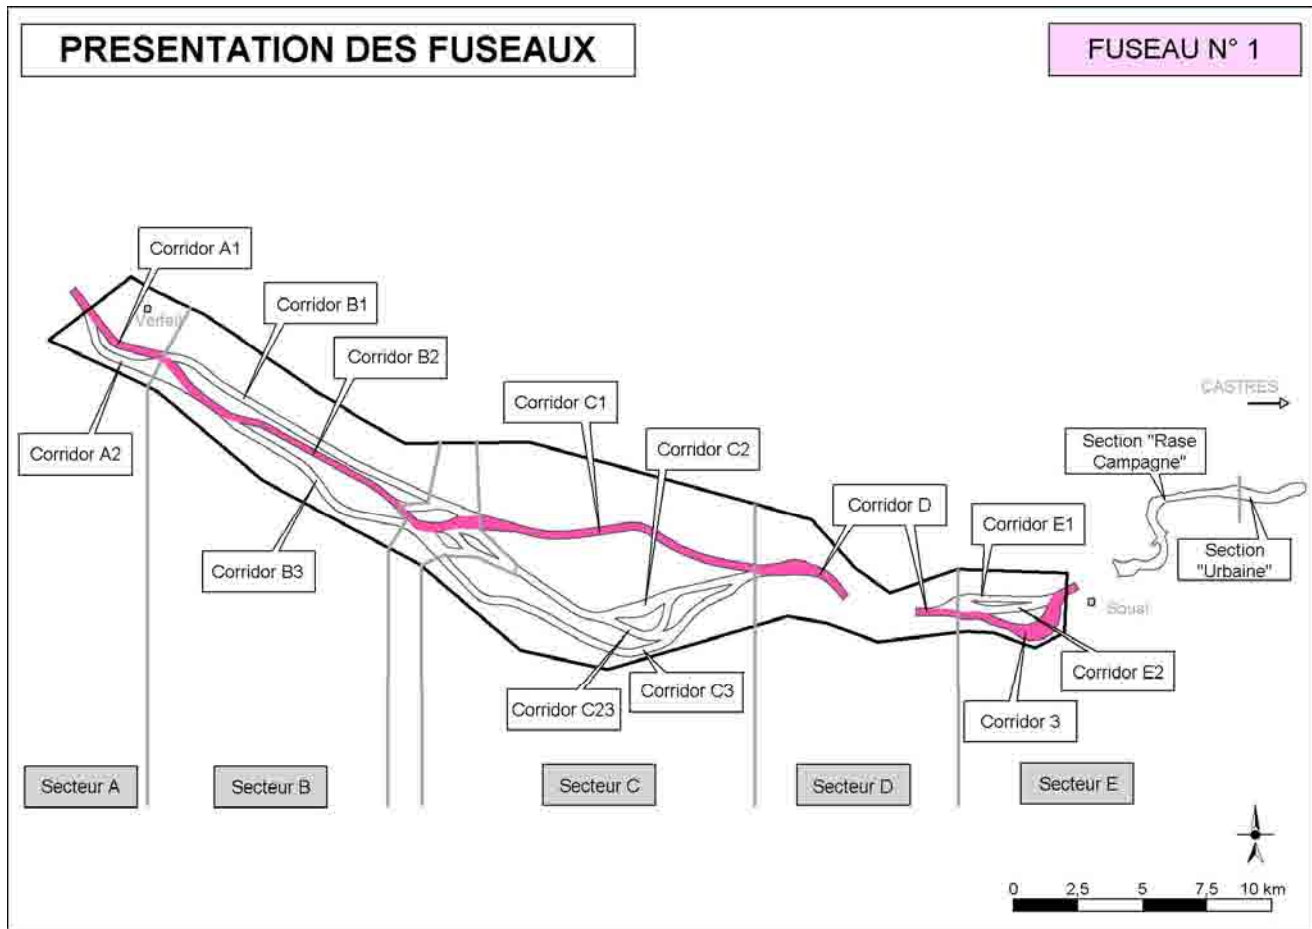 PRESENTATION DES FUSEAUX
FUSEAU N° 1
Corridor A1
Verfeil
Corridor B1
Corridor B2
Corridor C1
CASTRES
Corridor A2
Corridor C2
Section "Rase
Campagne"
Corridor D
Corridor E1
Section
"Urbaine"
Corridor B3
Soual
Corridor E2
Corridor C3
Corridor C23
Corridor 3
Secteur A
Secteur B
Secteur C
Secteur D
Secteur E
0 2,5 5 7,5 10 km